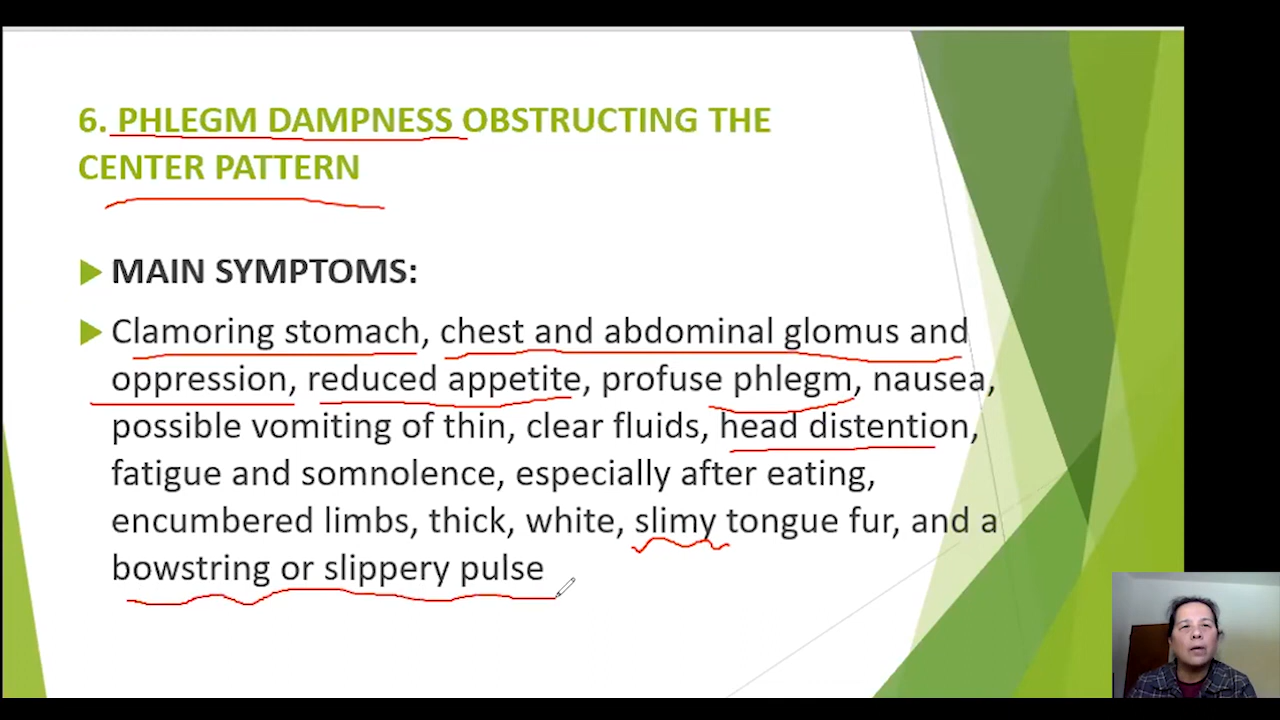 6. PHLEGM DAMPNESS OBSTRUCTING THE
CENTER PATTERN
MAIN SYMPTOMS:
Clamoring stomach, chest and abdominal glomus and
oppression, reduced appetite, profuse phlegm, nausea,
possible vomiting of thin, clear fluids, head distention,
fatigue and somnolence, especially after eating,
encumbered limbs, thick, white, slimy tongue fur, and a
bowstring or slippery pulse